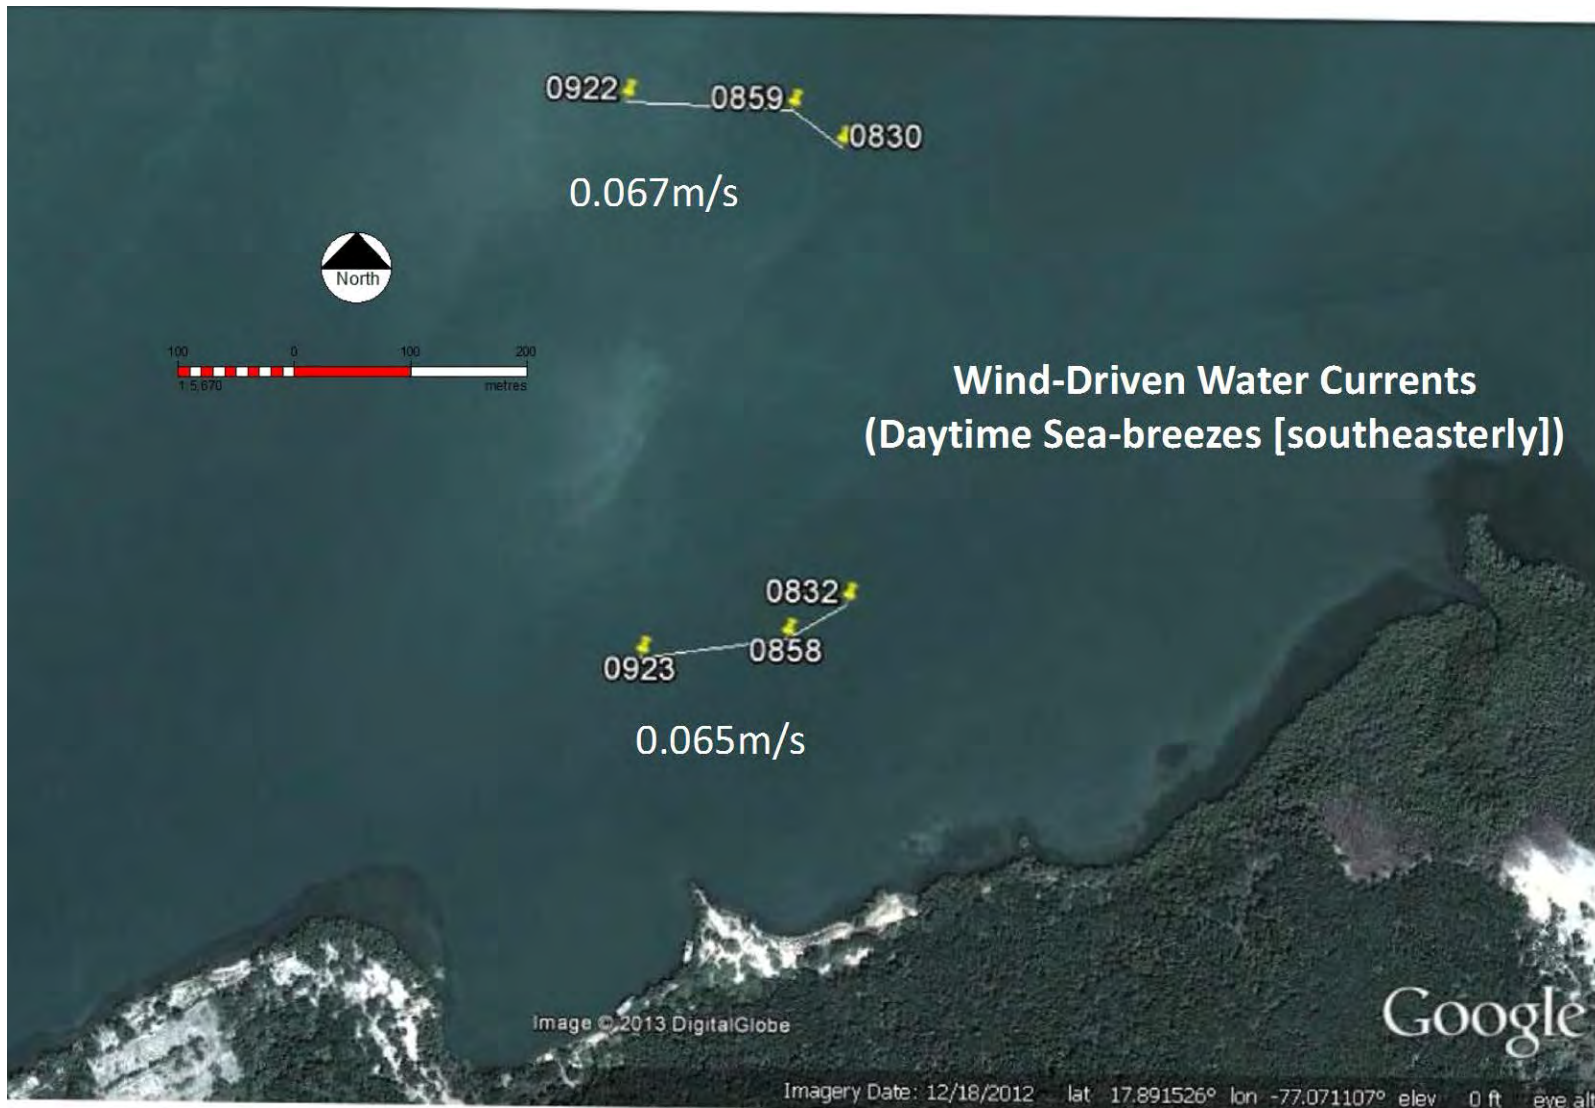 0922
0859
0830
0.067m/s
North
100 0 100 200
1:5,670 metres
Wind-Driven Water Currents
(Daytime Sea-breezes [southeasterly])
0832
0858
0923
0.065m/s
Image © 2013 DigitalGlobe
Google
Imagery Date: 12/18/2012 lat 17.891526° lon -77.071107° elev 0 ft eye al